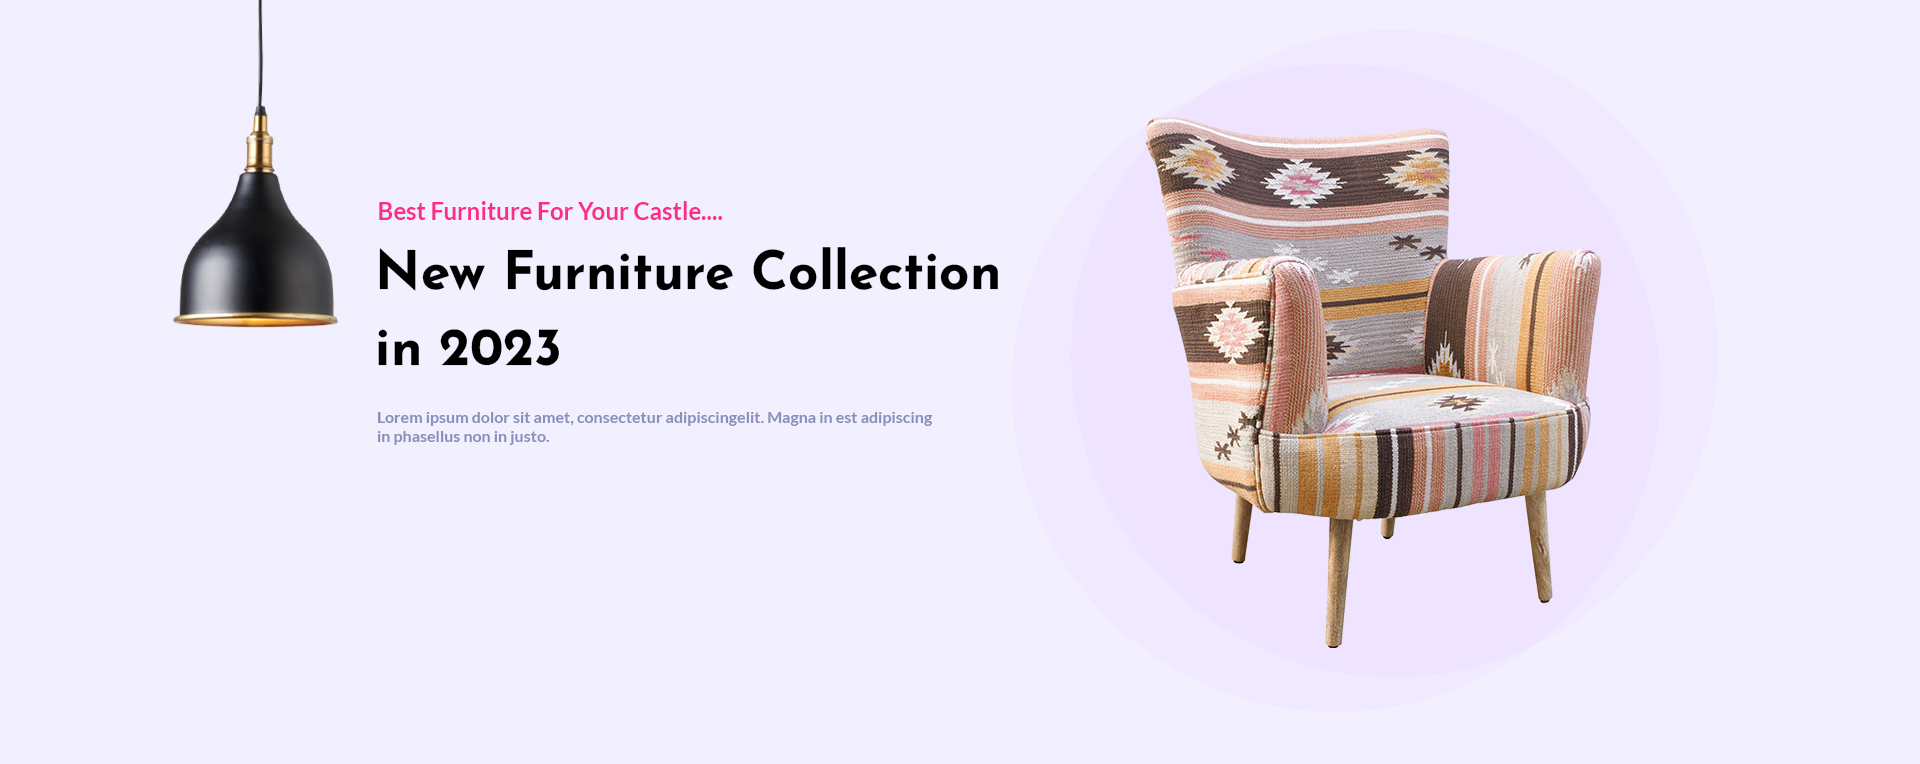 Best Furniture For Your Castle....
New Furniture Collection
in 2023
Lorem ipsum dolor sit amet, consectetur adipiscingelit. Magna in est adipiscing
in phasellus non in justo.